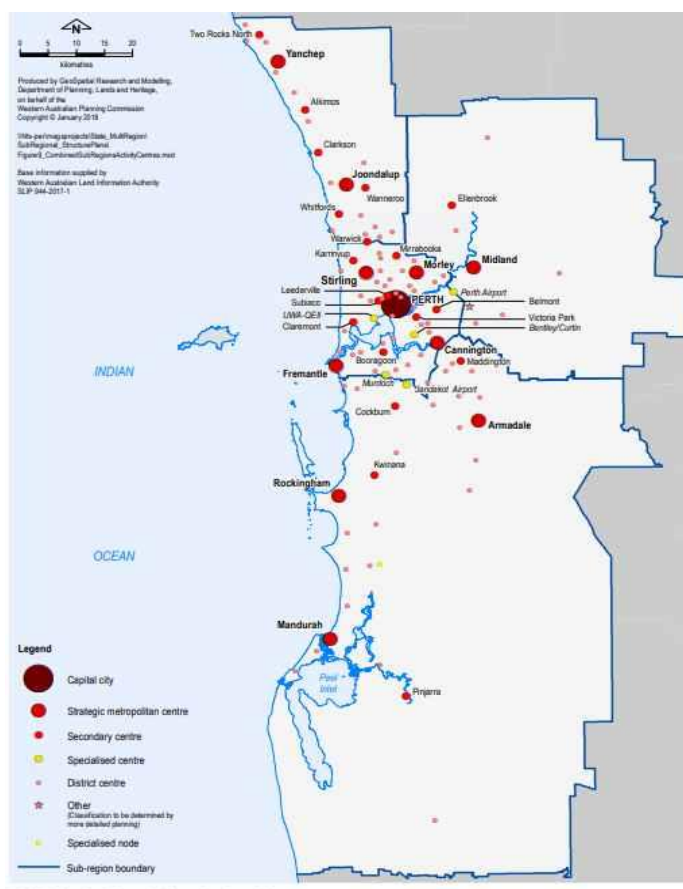 N
0 5 10 15 20
kilometres
Produced by GeoSpatial Research and Modelling,
Department of Planning, Lands and Heritage,
on behalf of the
Western Australian Planning Commission
Copyright © January 2018
Base information supplied by
Western Australian Land Information Authority
SLIP 044-2017-1
Two Rocks North
Yanchep
Alkimos
Clarkson
Joondalup
Wanneroo
Ellenbrook
Whitfords
Warwick
Mirrabooka
Karrinyup
Stirling
Morley
Midland
Leederville
PERTH
Perth Airport
Subiaco
Belmont
UWA-QEII
Victoria Park
Claremont
Bentley/Curtin
Cannington
Booragoon
Maddington
Fremantle
Murdoch
Jandakot Airport
INDIAN
Cockburn
Armadale
Kwinana
Rockingham
OCEAN
Mandurah
Peel
Inlet
Pinjarra
Legend
Capital city
Strategic metropolitan centre
Secondary centre
Specialised centre
District centre
Other
(Classification to be determined by
more detailed planning)
Specialised node
Sub-region boundary